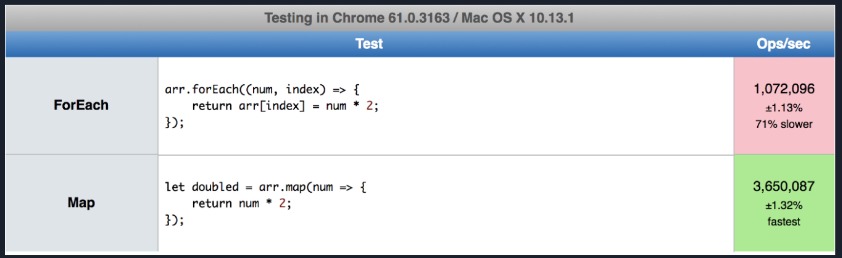 Testing in Chrome 61.0.3163 / Mac OS X 10.13.1
Test Ops/sec
ForEach
arr.forEach((num, index) => {
    return arr[index] = num * 2;
});
1,072,096
±1.13%
71% slower
Map
let doubled = arr.map(num => {
    return num * 2;
});
3,650,087
±1.32%
fastest